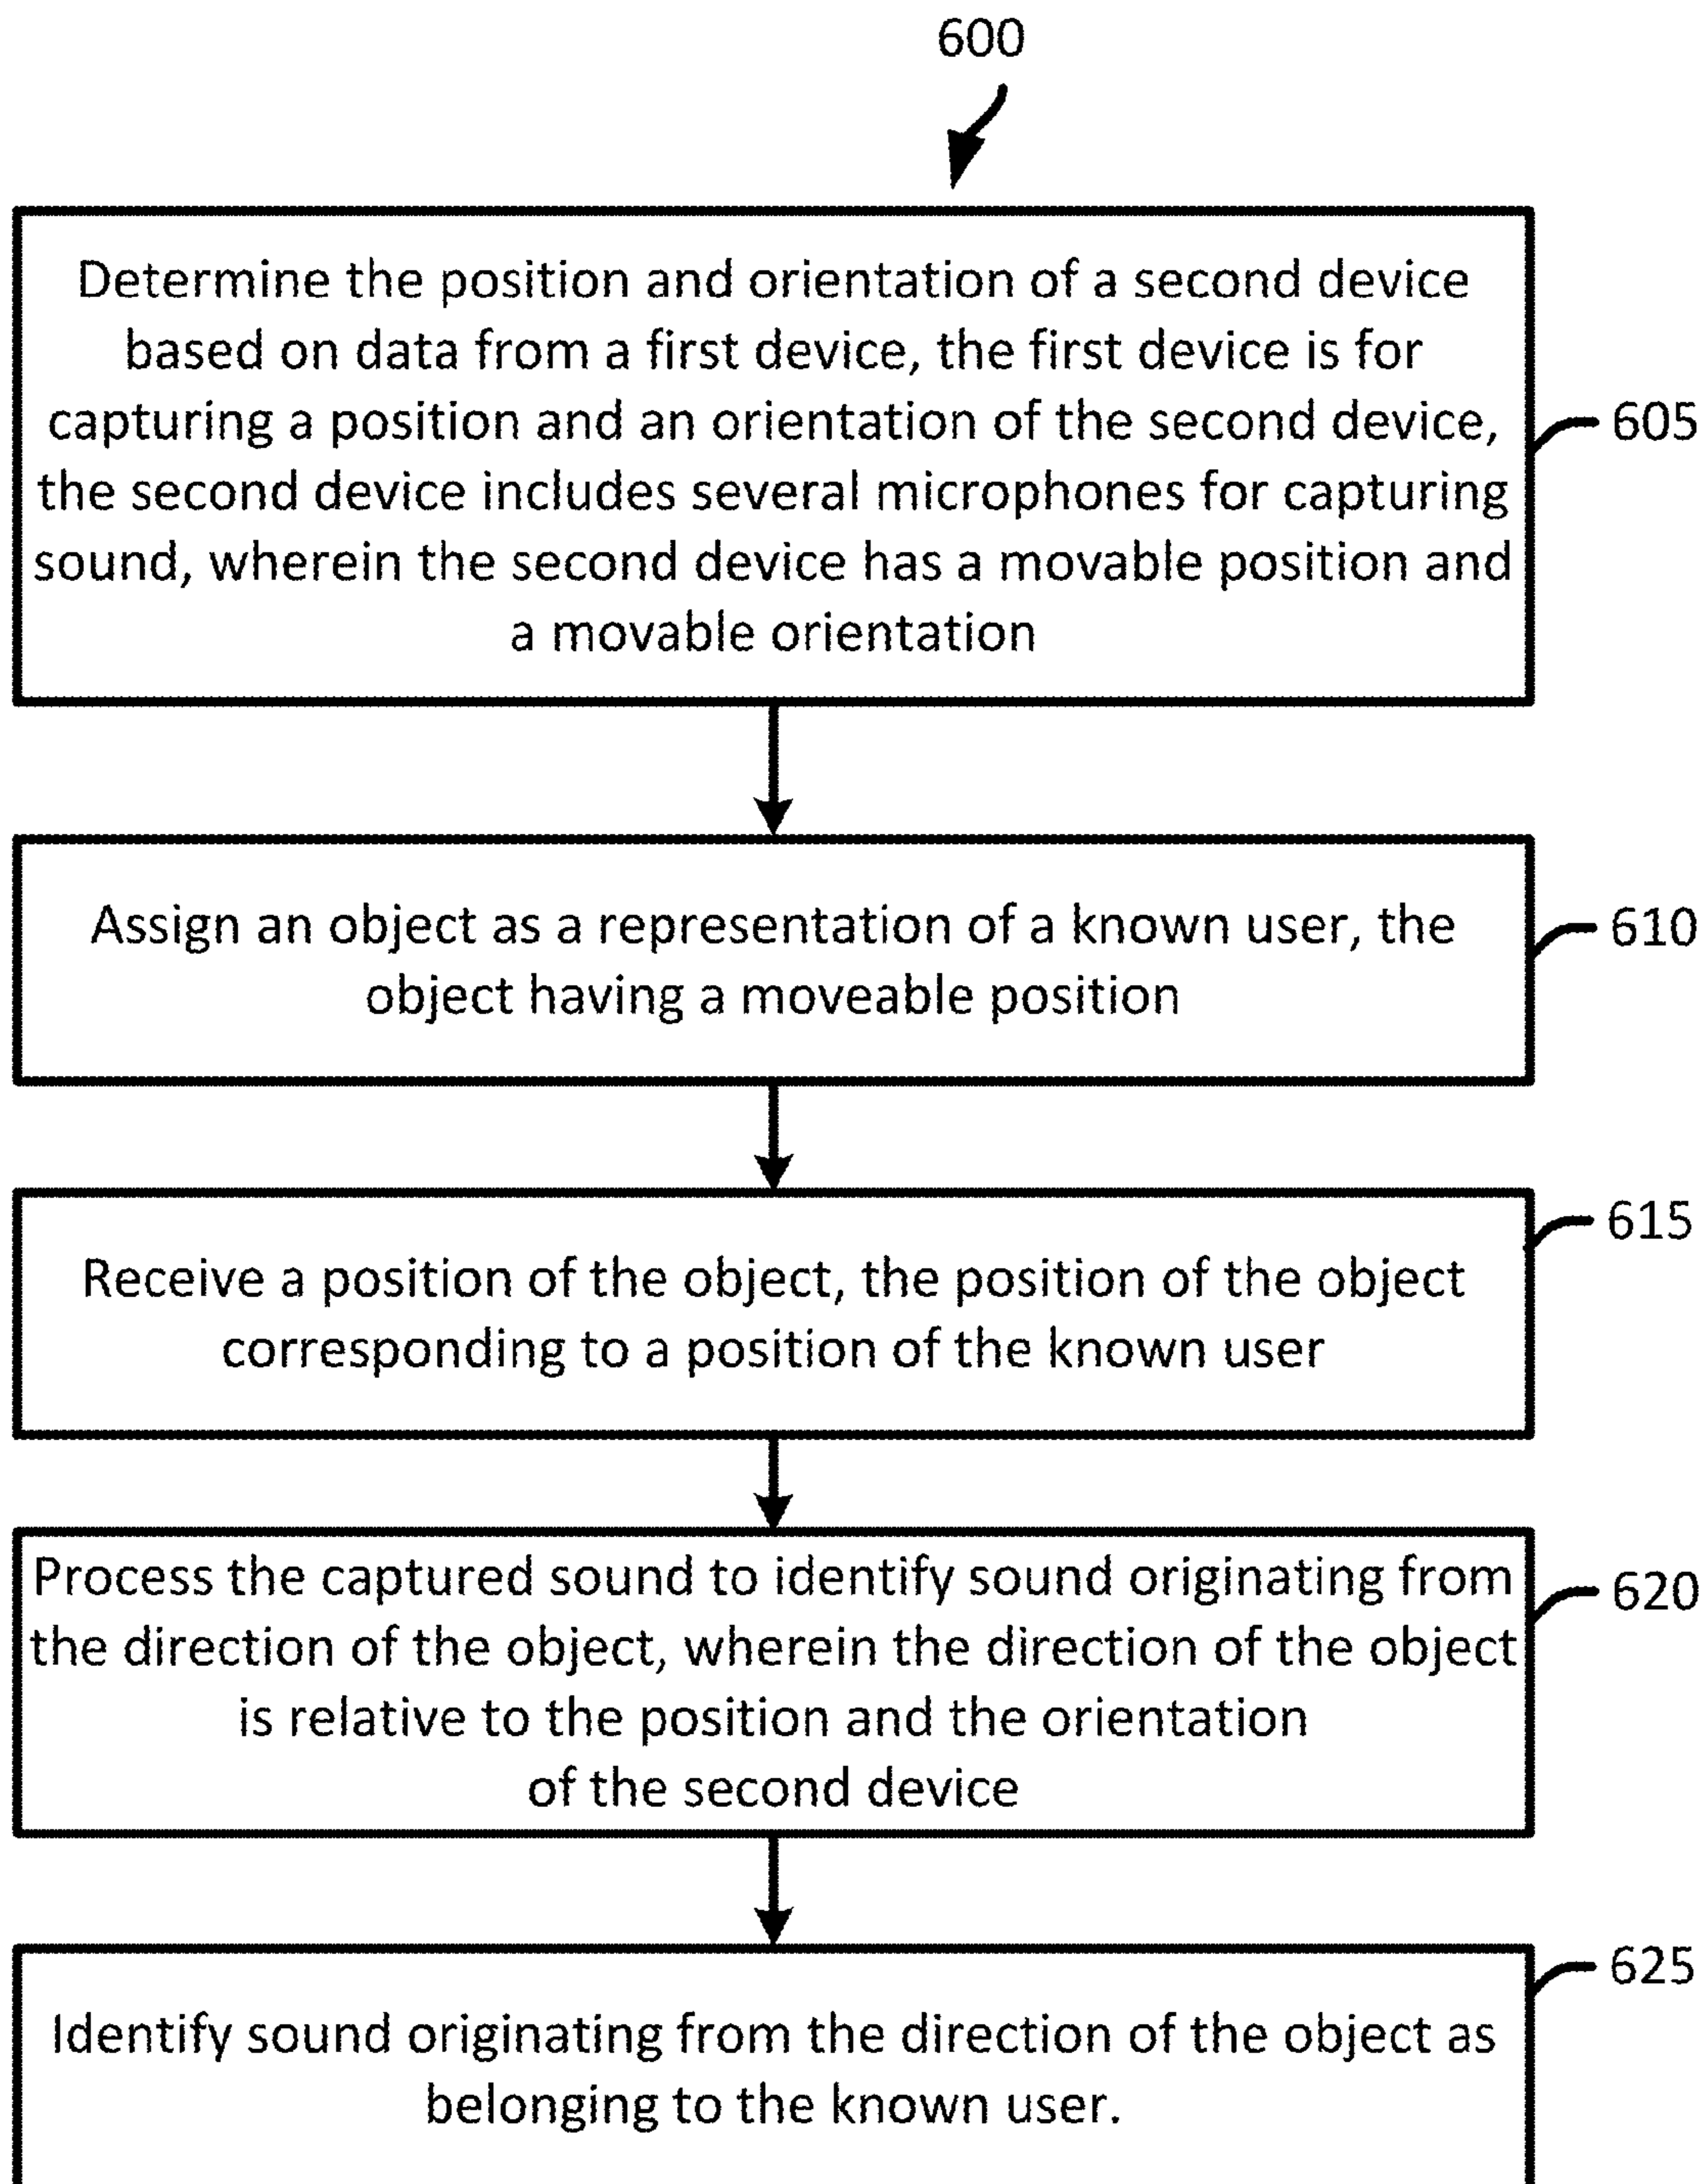 600
Determine the position and orientation of a second device
based on data from a first device, the first device is for
capturing a position and an orientation of the second device,
the second device includes several microphones for capturing
sound, wherein the second device has a movable position and
a movable orientation
605
Assign an object as a representation of a known user, the
object having a moveable position
610
Receive a position of the object, the position of the object
corresponding to a position of the known user
615
Process the captured sound to identify sound originating from
the direction of the object, wherein the direction of the object
is relative to the position and the orientation
of the second device
620
Identify sound originating from the direction of the object as
belonging to the known user.
625